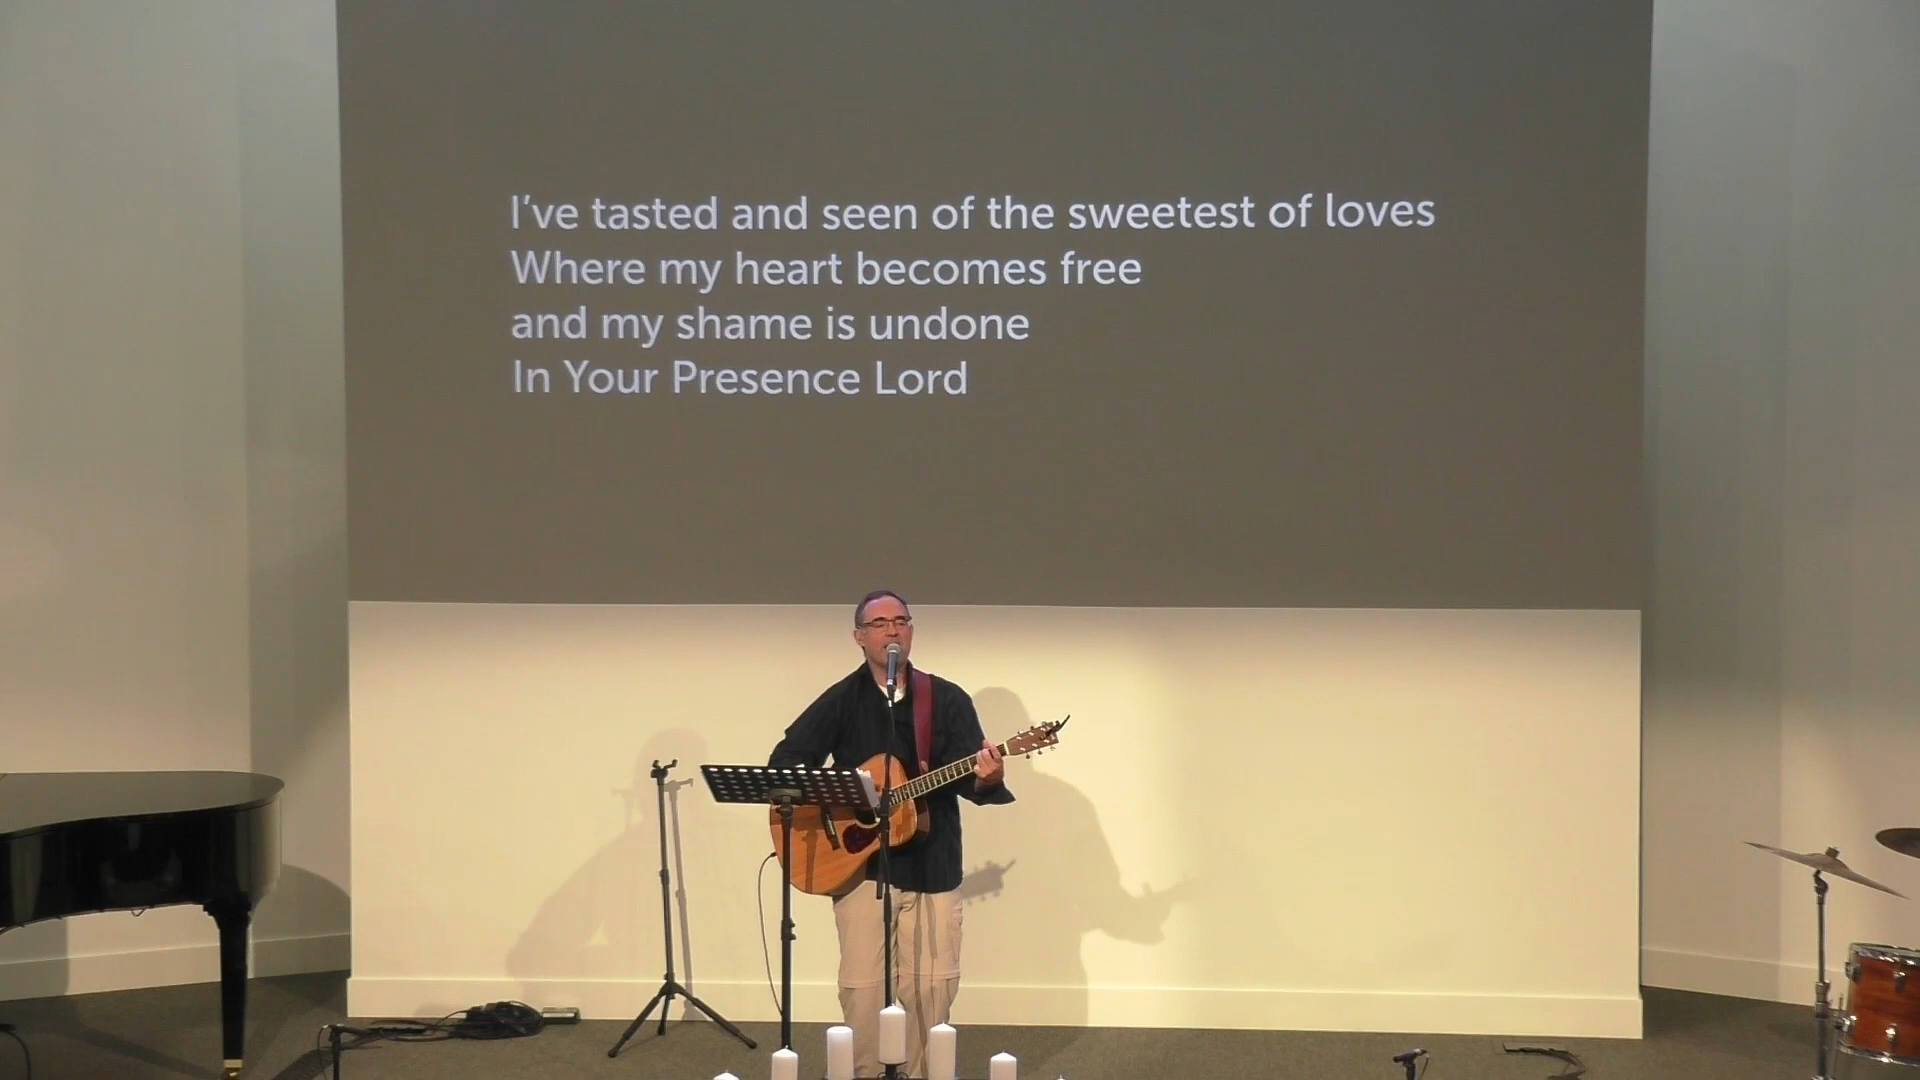 I've tasted and seen of the sweetest of loves
Where my heart becomes free
and my shame is undone
In Your Presence Lord